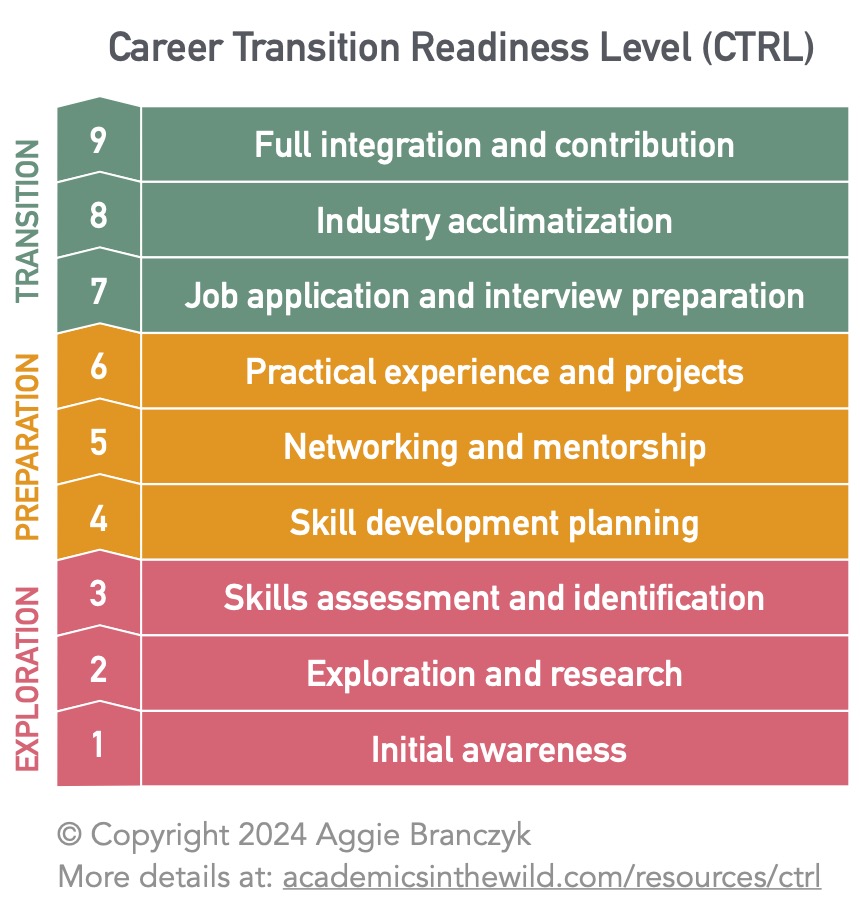 Career Transition Readiness Level (CTRL)
TRANSITION
9 Full integration and contribution
8 Industry acclimatization
7 Job application and interview preparation
PREPARATION
6 Practical experience and projects
5 Networking and mentorship
4 Skill development planning
EXPLORATION
3 Skills assessment and identification
2 Exploration and research
1 Initial awareness
© Copyright 2024 Aggie Branczyk
More details at: academicsinthewild.com/resources/ctrl